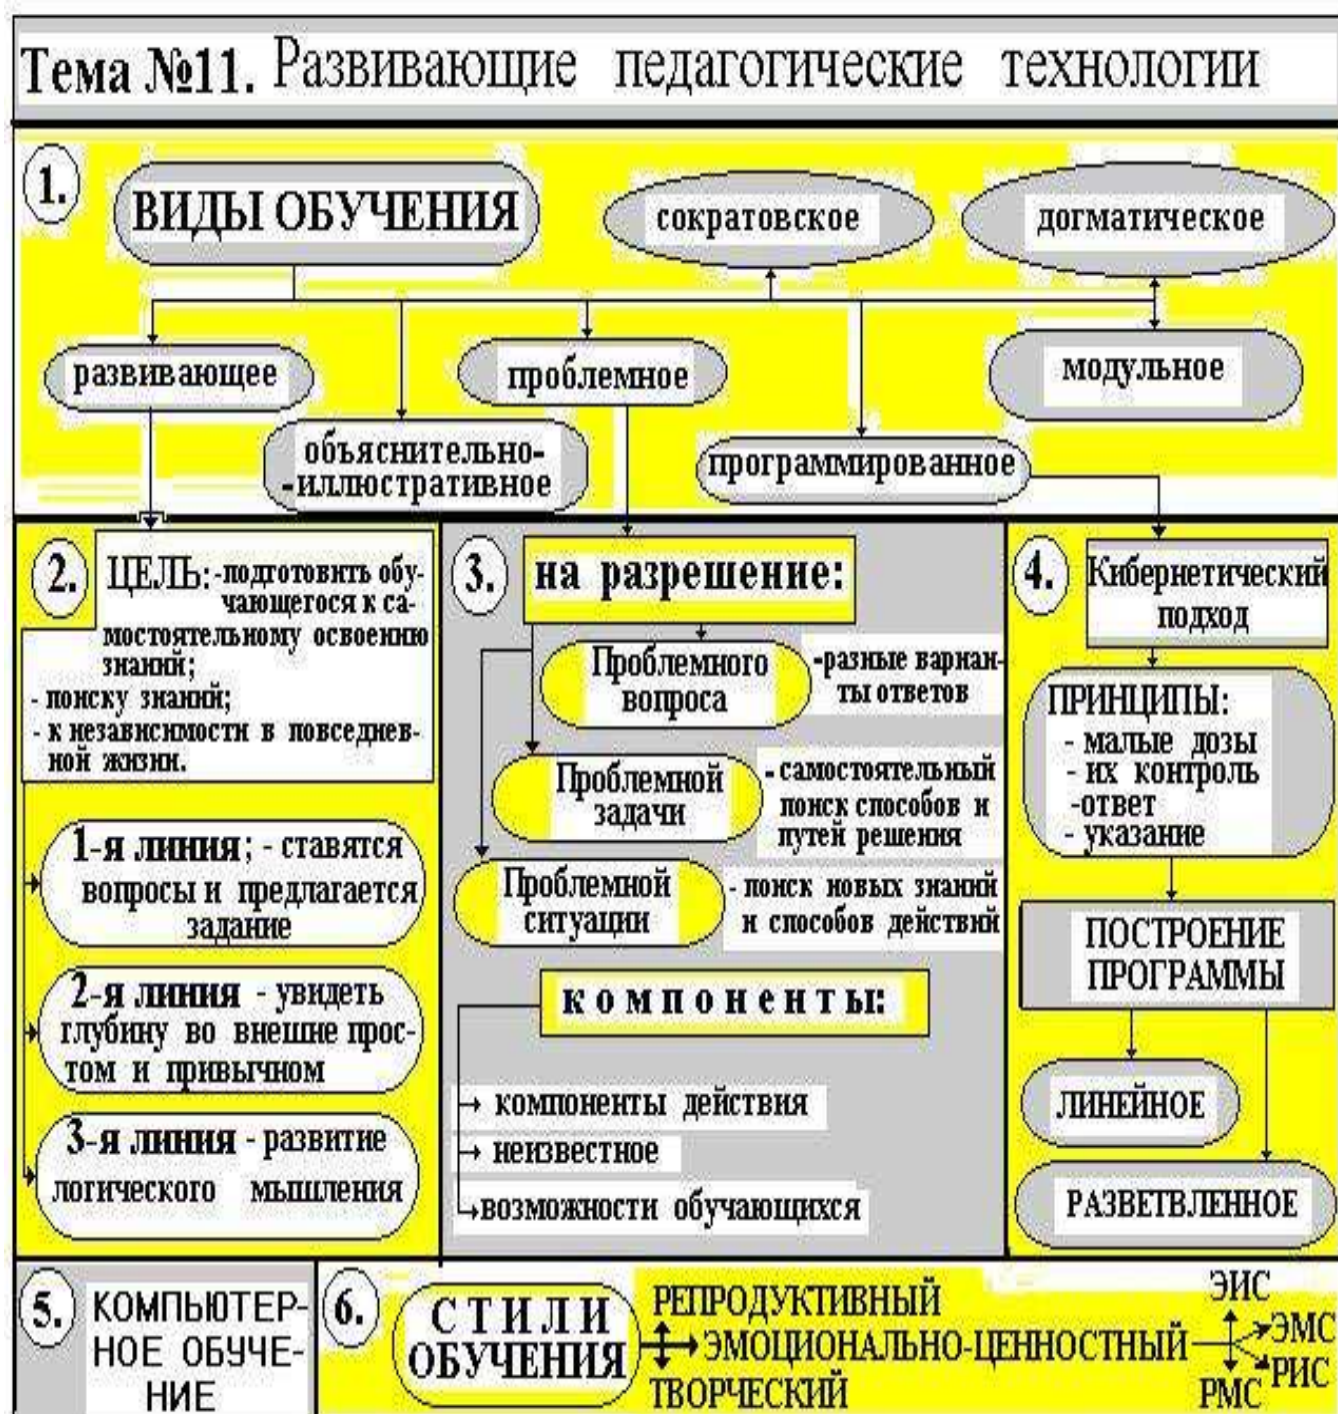 Тема №11. Развивающие педагогические технологии
1.
ВИДЫ ОБУЧЕНИЯ
сократовское
догматическое
развивающее
проблемное
модульное
объяснительно-
-иллюстративное
программированное
2.
ЦЕЛЬ: -подготовить обу-
чающегося к са-
мостоятельному освоению
знаний;
- поиску знаний;
- к независимости в повседнев-
ной жизни.
1-я линия; - ставятся
вопросы и предлагается
задание
2-я линия - увидеть
глубину во внешне прос-
том и привычном
3-я линия - развитие
логического мышления
3.
на разрешение:
Проблемного
вопроса
-разные вариан-
ты ответов
Проблемной
задачи
- самостоятельный
поиск способов и
путей решения
Проблемной
ситуации
- поиск новых знаний
и способов действий
компоненты:
компоненты действия
неизвестное
возможности обучающихся
4.
Кибернетический
подход
ПРИНЦИПЫ:
- малые дозы
- их контроль
-ответ
- указание
ПОСТРОЕНИЕ
ПРОГРАММЫ
ЛИНЕЙНОЕ
РАЗВЕТВЛЕННОЕ
5.
КОМПЬЮТЕР-
НОЕ ОБУЧЕ-
НИЕ
6.
СТИЛИ
ОБУЧЕНИЯ
РЕПРОДУКТИВНЫЙ
ЭМОЦИОНАЛЬНО-ЦЕННОСТНЫЙ
ТВОРЧЕСКИЙ
ЭИС
ЭМС
РИС
РМС